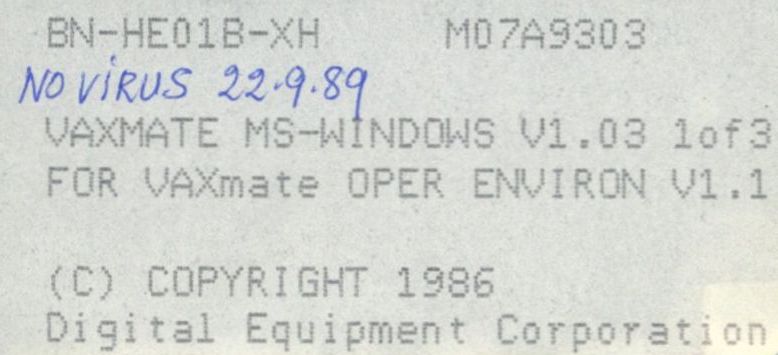 BN-HE01B-XH M07A9303
NO VIRUS 22.9.89
VAXMATE MS-WINDOWS V1.03 1of3
FOR VAXmate OPER ENVIRON V1.1
(C) COPYRIGHT 1986
Digital Equipment Corporation